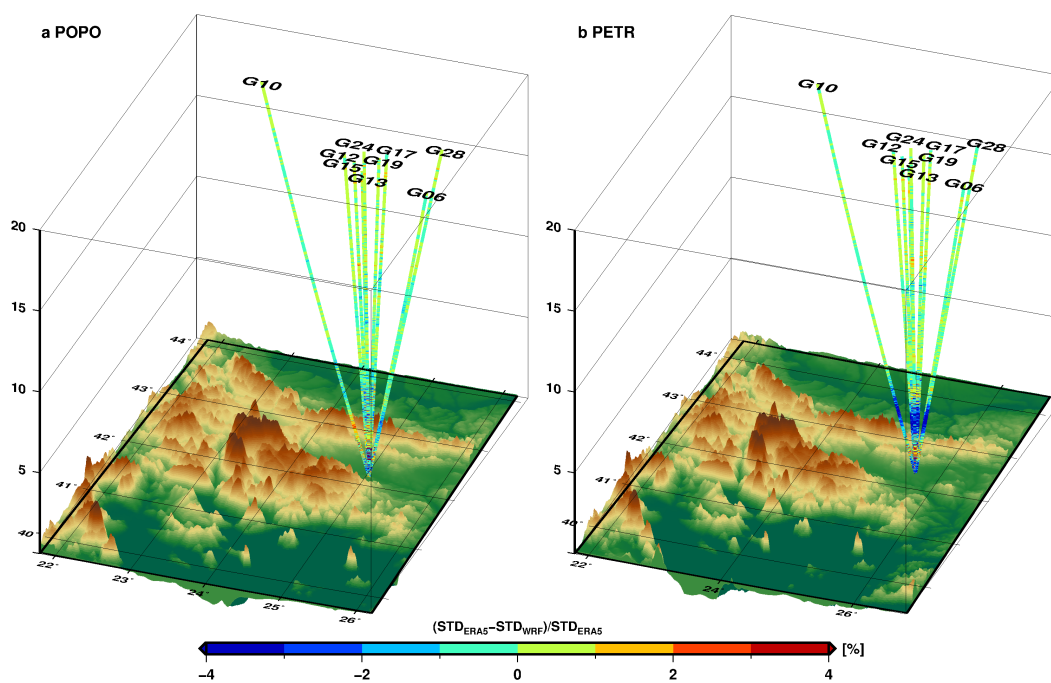 a POPO
b PETR
G10
G24
G17
G12
G19
G28
G15
G13
G06
G10
G24
G17
G28
G12
G19
G15
G13
G06
20
15
10
5
20
15
10
5
44°
43°
42°
41°
40°
22°
23°
24°
25°
26°
44°
43°
42°
41°
40°
22°
24°
26°
(STD_ERA5−STD_WRF)/STD_ERA5
[%]
−4 −2 0 2 4